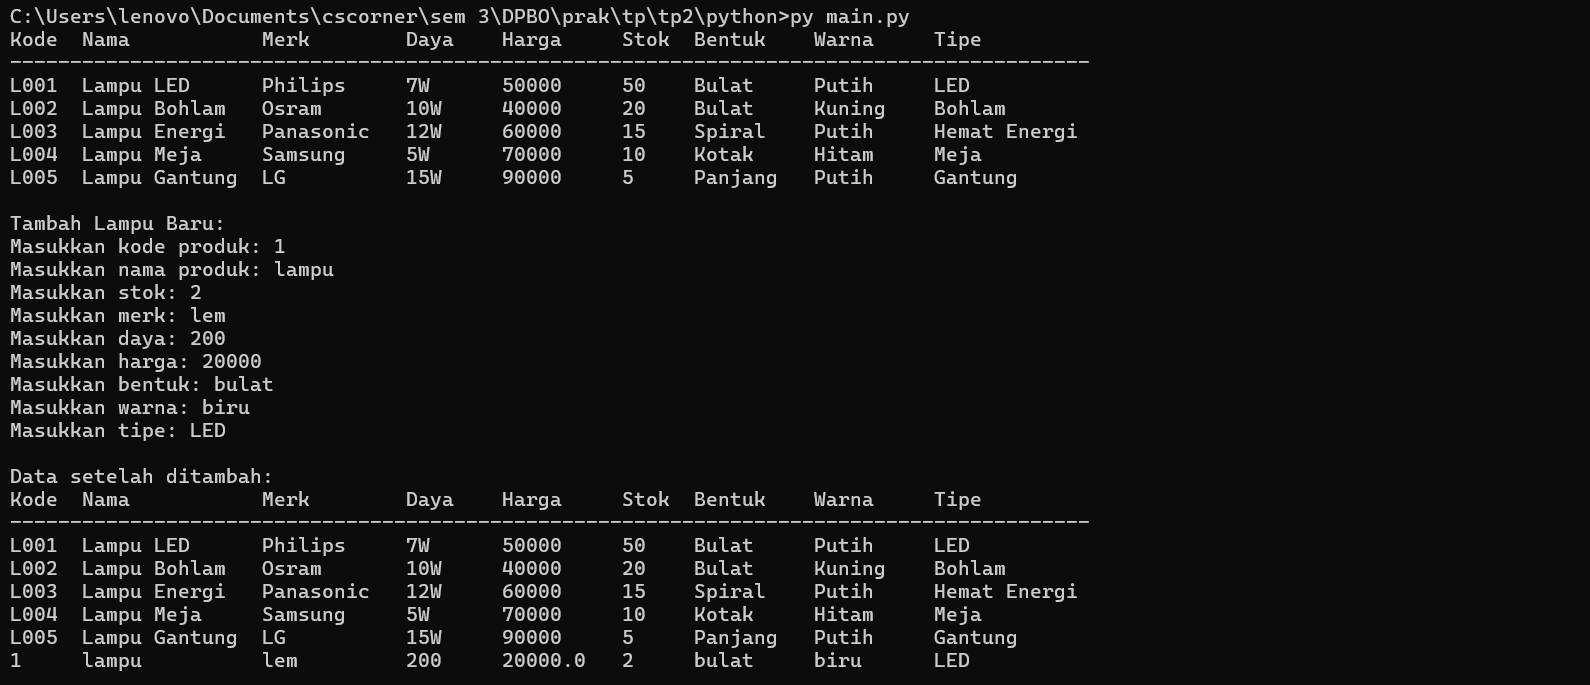 C:\Users\lenovo\Documents\cscorner\sem 3\DPBO\prak\tp\tp2\python>py main.py
Kode  Nama           Merk        Daya    Harga     Stok  Bentuk    Warna     Tipe
------------------------------------------------------------------------------------------
L001  Lampu LED      Philips     7W      50000     50    Bulat     Putih     LED
L002  Lampu Bohlam   Osram       10W     40000     20    Bulat     Kuning    Bohlam
L003  Lampu Energi   Panasonic   12W     60000     15    Spiral    Putih     Hemat Energi
L004  Lampu Meja     Samsung     5W      70000     10    Kotak     Hitam     Meja
L005  Lampu Gantung  LG          15W     90000     5     Panjang   Putih     Gantung

Tambah Lampu Baru:
Masukkan kode produk: 1
Masukkan nama produk: lampu
Masukkan stok: 2
Masukkan merk: lem
Masukkan daya: 200
Masukkan harga: 20000
Masukkan bentuk: bulat
Masukkan warna: biru
Masukkan tipe: LED

Data setelah ditambah:
Kode  Nama           Merk        Daya    Harga     Stok  Bentuk    Warna     Tipe
------------------------------------------------------------------------------------------
L001  Lampu LED      Philips     7W      50000     50    Bulat     Putih     LED
L002  Lampu Bohlam   Osram       10W     40000     20    Bulat     Kuning    Bohlam
L003  Lampu Energi   Panasonic   12W     60000     15    Spiral    Putih     Hemat Energi
L004  Lampu Meja     Samsung     5W      70000     10    Kotak     Hitam     Meja
L005  Lampu Gantung  LG          15W     90000     5     Panjang   Putih     Gantung
1     lampu          lem         200     20000.0   2     bulat     biru      LED